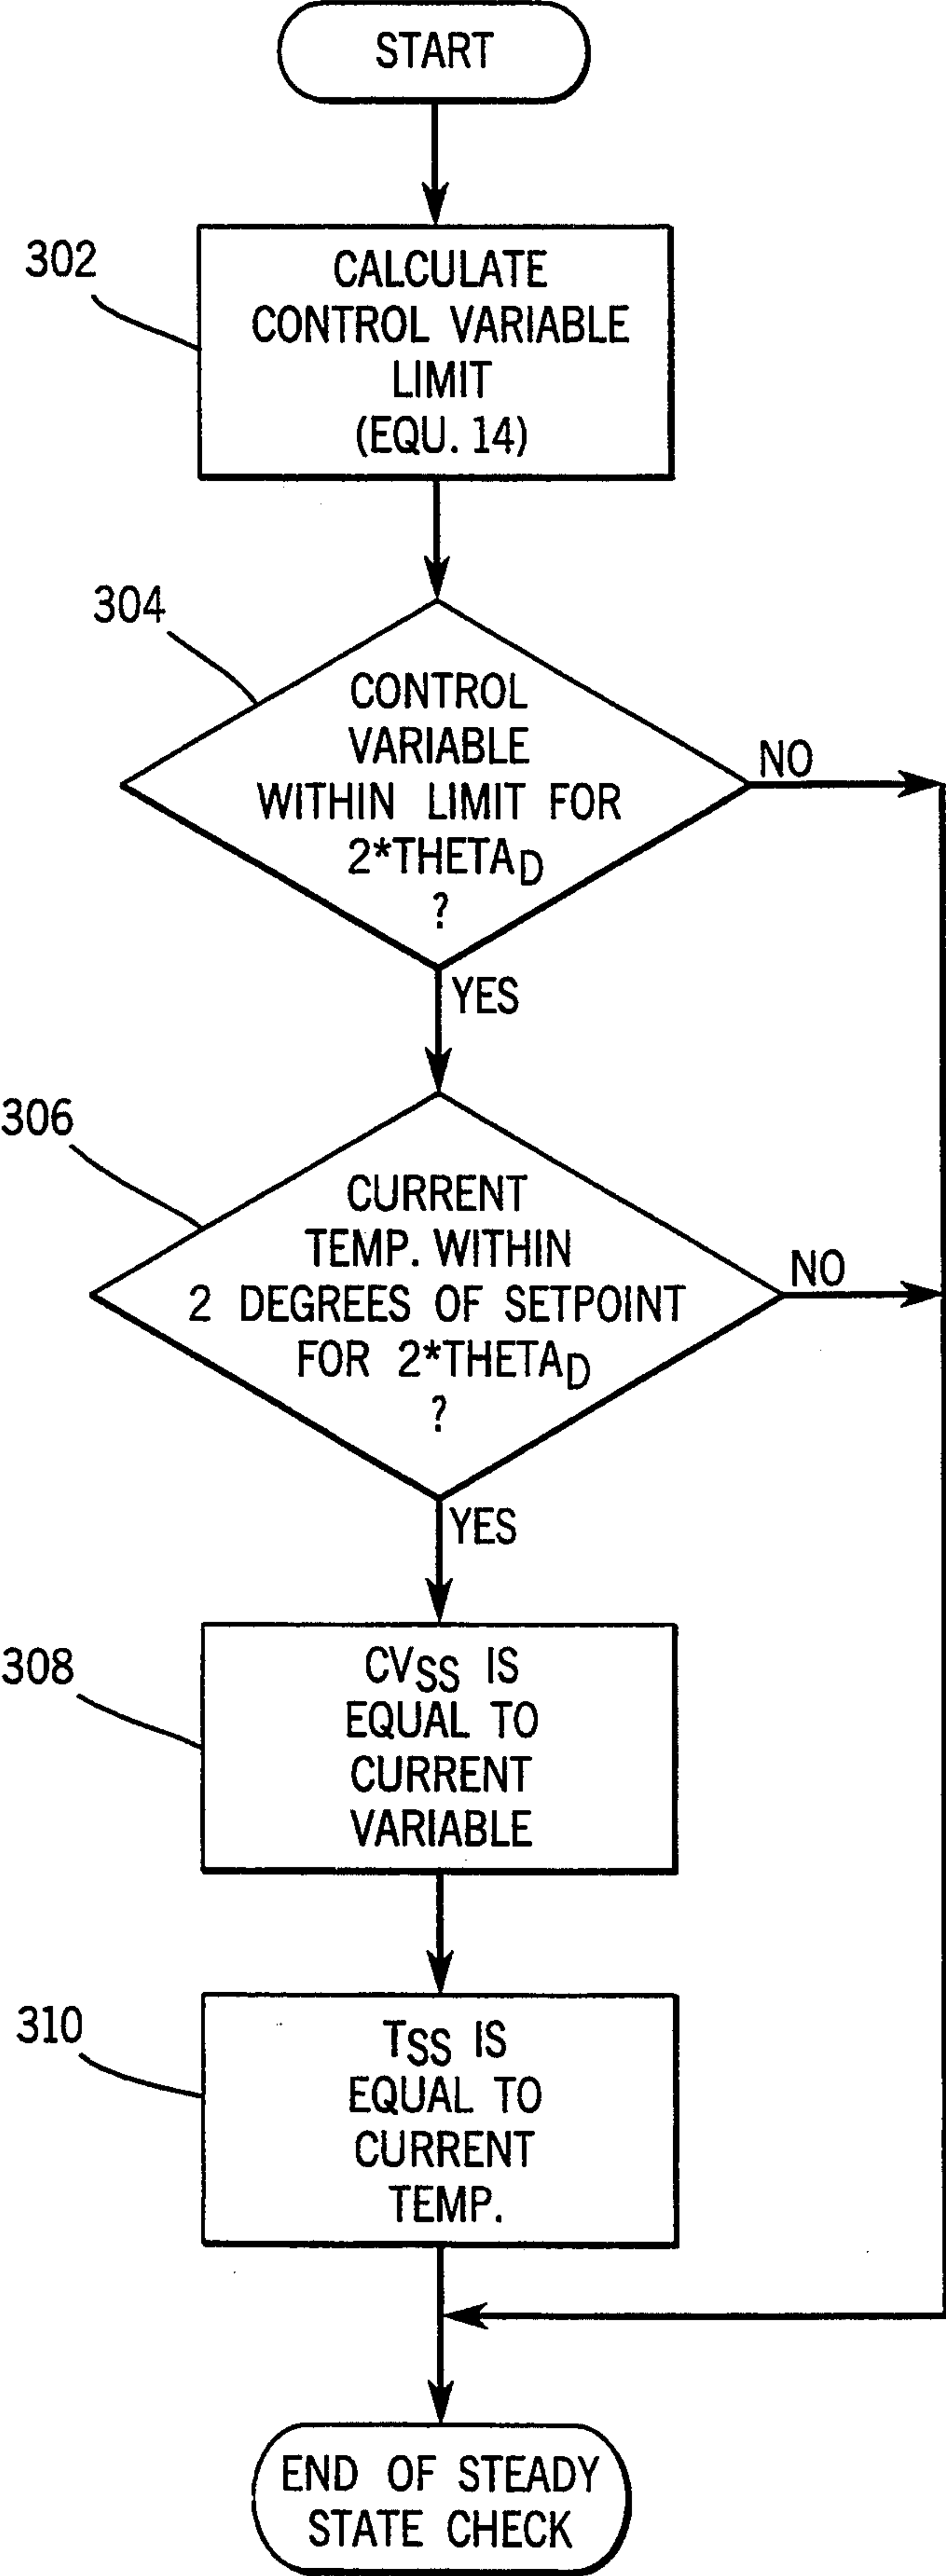 START
302
CALCULATE
CONTROL VARIABLE
LIMIT
(EQU. 14)
304
CONTROL
VARIABLE
WITHIN LIMIT FOR
2*THETAD
?
NO
YES
306
CURRENT
TEMP. WITHIN
2 DEGREES OF SETPOINT
FOR 2*THETAD
?
NO
YES
308
CVSS IS
EQUAL TO
CURRENT
VARIABLE
310
TSS IS
EQUAL TO
CURRENT
TEMP.
END OF STEADY
STATE CHECK